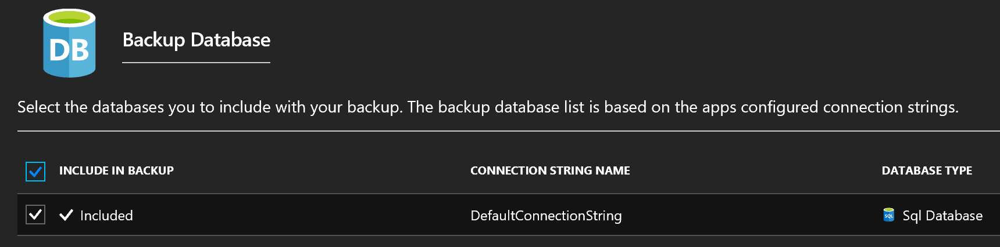 DB
Backup Database
Select the databases you to include with your backup. The backup database list is based on the apps configured connection strings.
INCLUDE IN BACKUP CONNECTION STRING NAME DATABASE TYPE
Included DefaultConnectionString SQL Sql Database